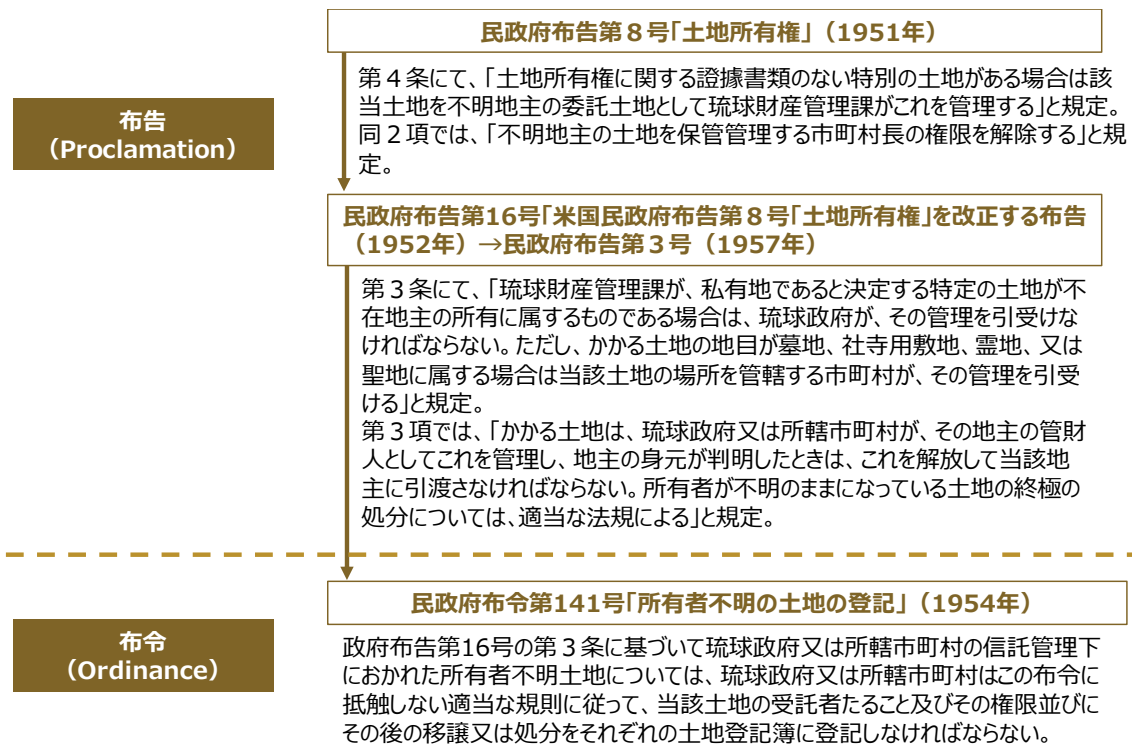 民政府布告第８号「土地所有権」（1951年）
第４条にて、「土地所有権に関する證據書類のない特別の土地がある場合は該
当土地を不明地主の委託土地として琉球財産管理課がこれを管理する」と規定。
同２項では、「不明地主の土地を保管管理する市町村長の権限を解除する」と規
定。
布告
（Proclamation）
民政府布告第16号「米国民政府布告第８号「土地所有権」を改正する布告
（1952年）→民政府布告第３号（1957年）
第３条にて、「琉球財産管理課が、私有地であると決定する特定の土地が不
在地主の所有に属するものである場合は、琉球政府が、その管理を引受けな
ければならない。ただし、かかる土地の地目が墓地、社寺用敷地、霊地、又は
聖地に属する場合は当該土地の場所を管轄する市町村が、その管理を引受
ける」と規定。
第３項では、「かかる土地は、琉球政府又は所轄市町村が、その地主の管財
人としてこれを管理し、地主の身元が判明したときは、これを解放して当該地
主に引渡さなければならない。所有者が不明のままになっている土地の終極の
処分については、適当な法規による」と規定。
民政府布令第141号「所有者不明の土地の登記」（1954年）
布令
（Ordinance）
政府布告第16号の第３条に基づいて琉球政府又は所轄市町村の信託管理下
におかれた所有者不明土地については、琉球政府又は所轄市町村はこの布令に
抵触しない適当な規則に従って、当該土地の受託者たること及びその権限並びに
その後の移譲又は処分をそれぞれの土地登記簿に登記しなければならない。